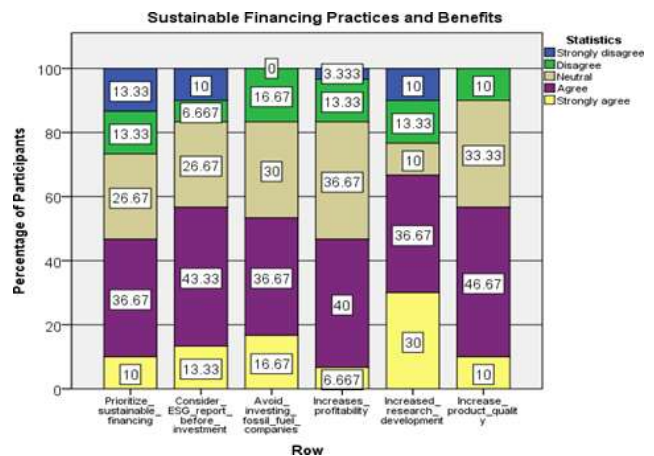 Sustainable Financing Practices and Benefits
Statistics
Strongly disagree
Disagree
Neutral
Agree
Strongly agree
Percentage of Participants
100
80
60
40
20
0
13.33
13.33
26.67
36.67
10
10
6.667
26.67
43.33
13.33
0
16.67
30
36.67
16.67
3.333
13.33
36.67
40
6.667
10
13.33
10
36.67
30
10
33.33
46.67
10
Prioritize_
sustainable_
financing
Consider_
ESG_report_
before_
investment
Avoid_
investing_
fossil_fuel_
companies
Increases_
profitability
Increased_
research_
development
Increase_
product_qualit
y
Row